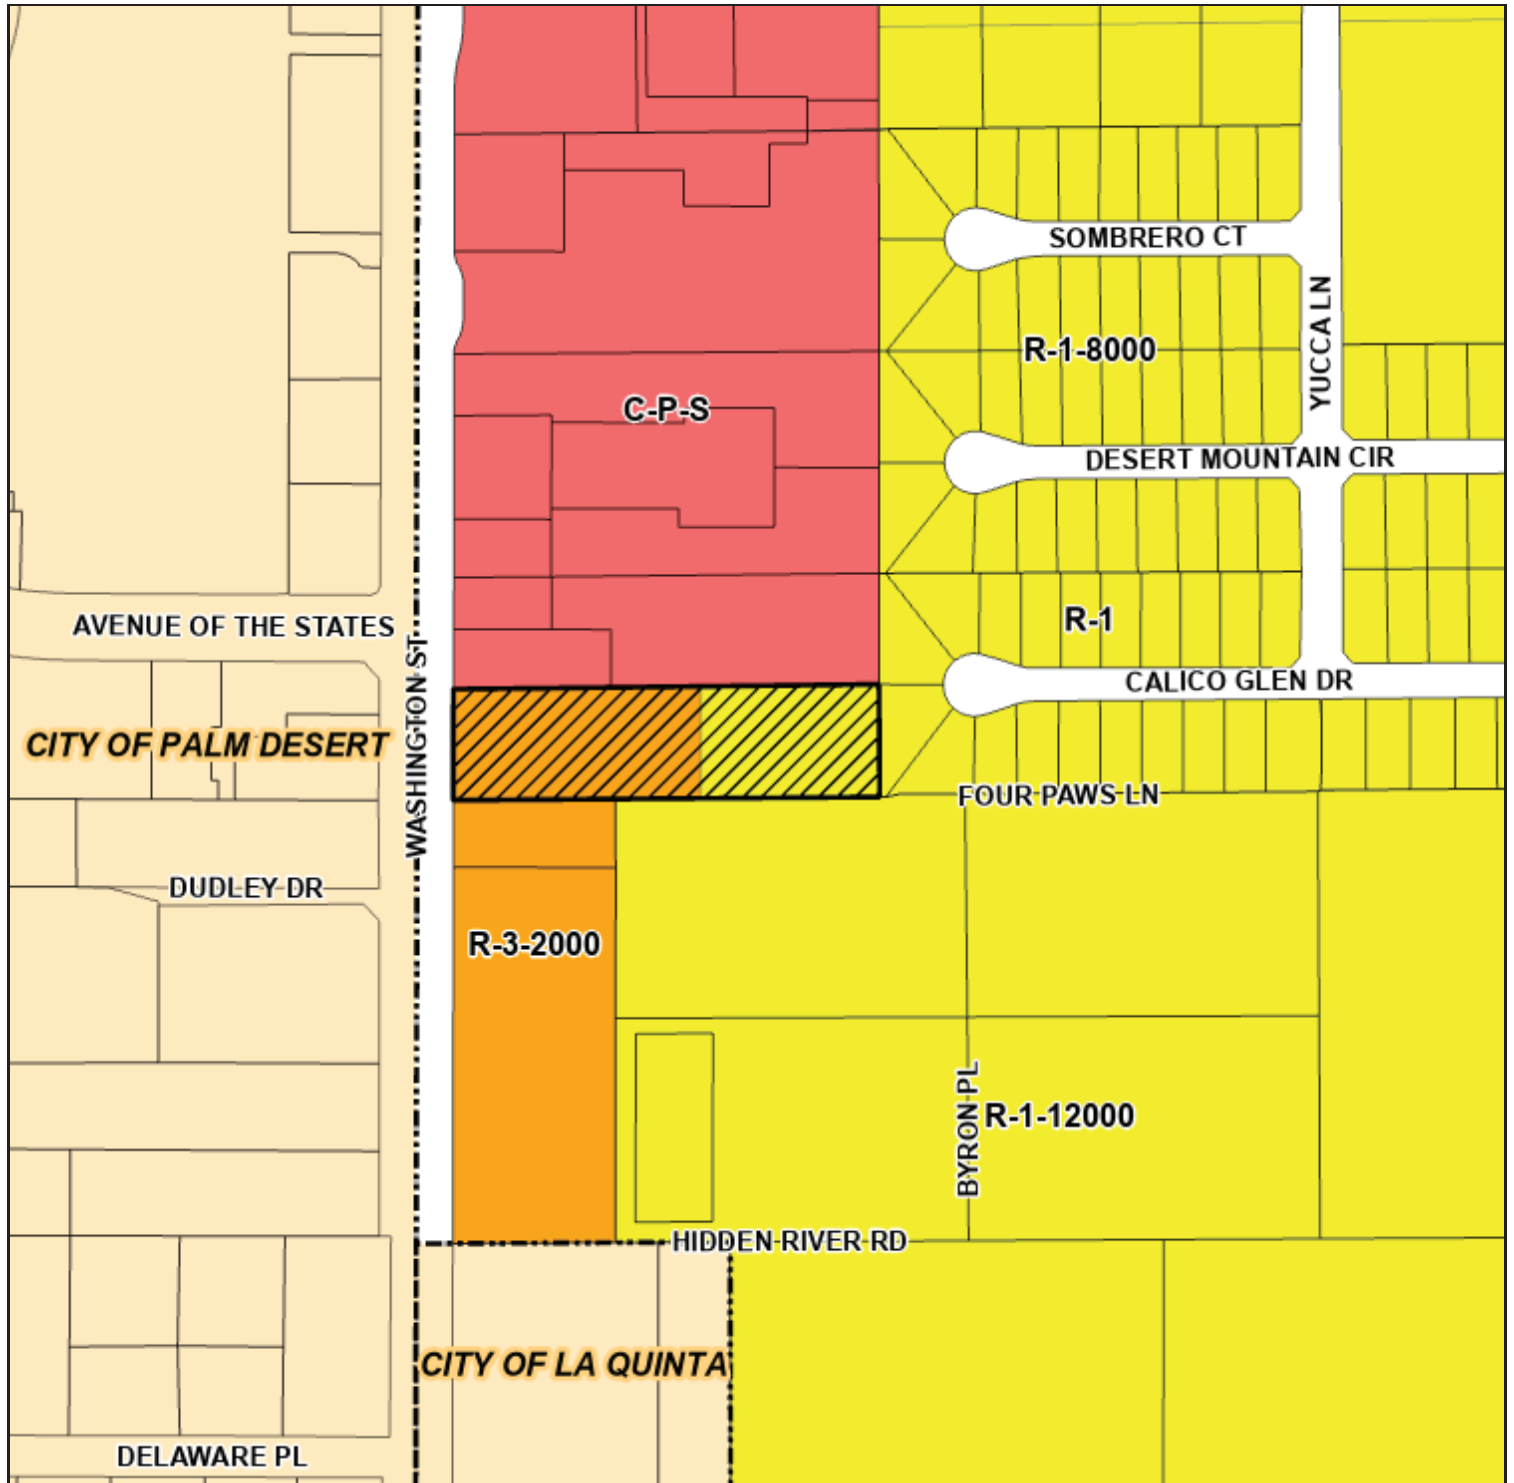 SOMBRERO CT
YUCCA LN
R-1-8000
C-P-S
DESERT MOUNTAIN CIR
AVENUE OF THE STATES
R-1
CALICO GLEN DR
WASHINGTON ST
CITY OF PALM DESERT
FOUR PAWS LN
DUDLEY DR
R-3-2000
BYRON PL
R-1-12000
HIDDEN RIVER RD
CITY OF LA QUINTA
DELAWARE PL